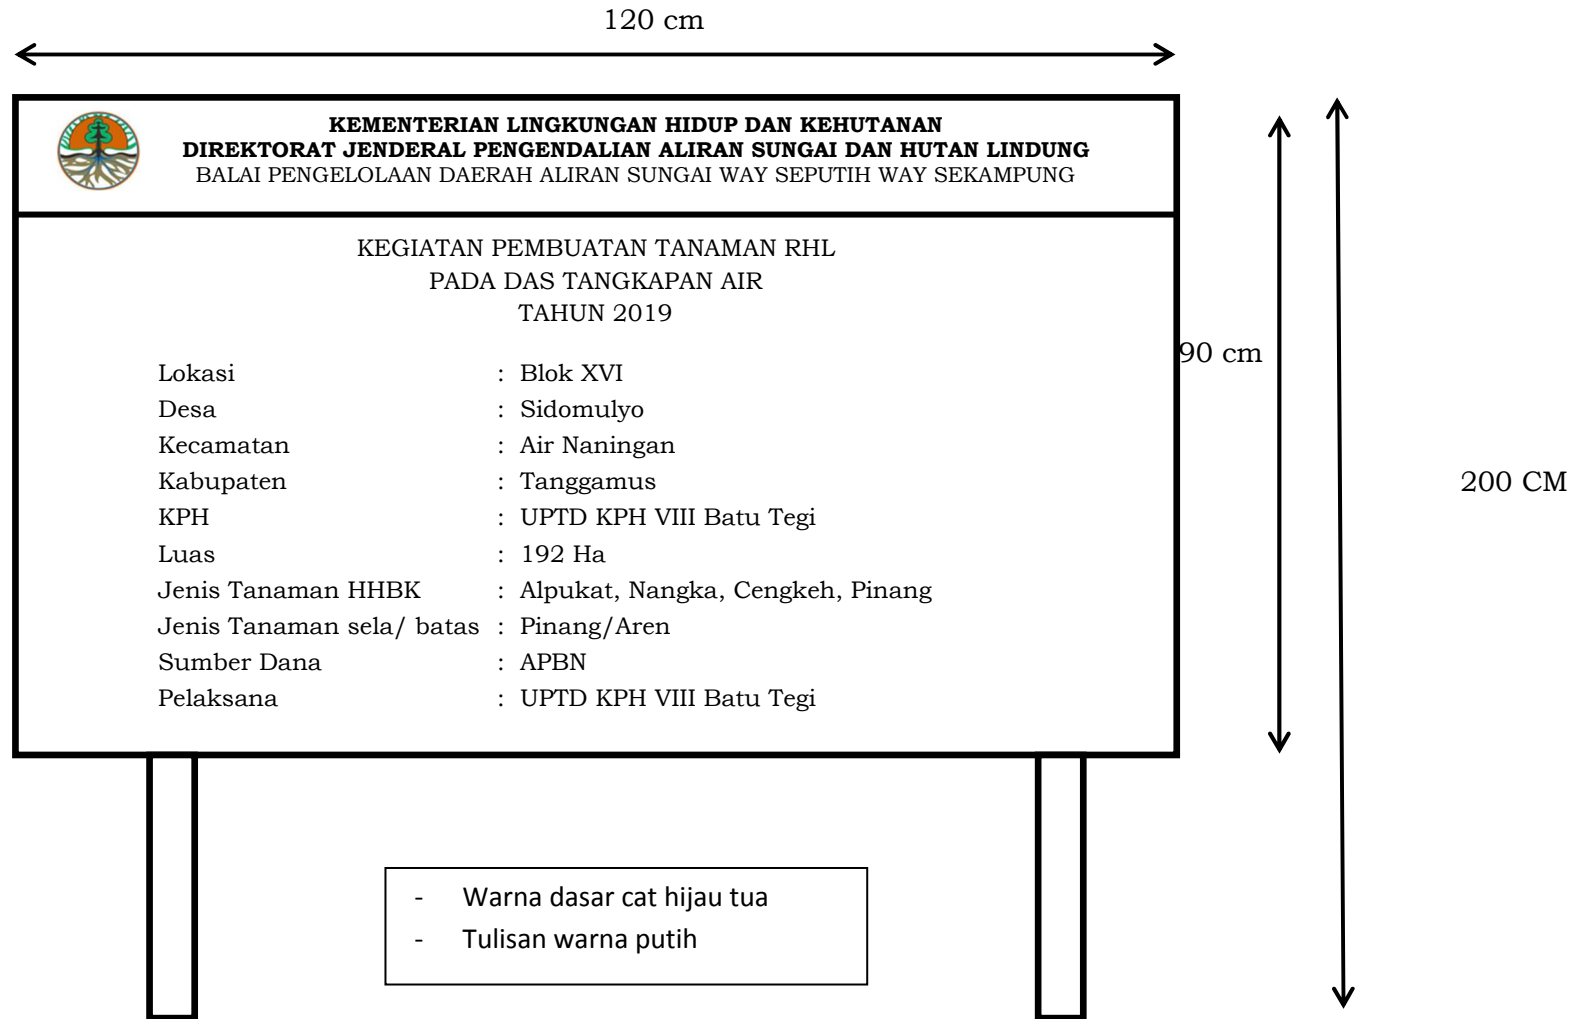 120 cm
KEMENTERIAN LINGKUNGAN HIDUP DAN KEHUTANAN
DIREKTORAT JENDERAL PENGENDALIAN ALIRAN SUNGAI DAN HUTAN LINDUNG
BALAI PENGELOLAAN DAERAH ALIRAN SUNGAI WAY SEPUTIH WAY SEKAMPUNG
KEGIATAN PEMBUATAN TANAMAN RHL
PADA DAS TANGKAPAN AIR
TAHUN 2019
Lokasi : Blok XVI
Desa : Sidomulyo
Kecamatan : Air Naningan
Kabupaten : Tanggamus
KPH : UPTD KPH VIII Batu Tegi
Luas : 192 Ha
Jenis Tanaman HHBK : Alpukat, Nangka, Cengkeh, Pinang
Jenis Tanaman sela/ batas : Pinang/Aren
Sumber Dana : APBN
Pelaksana : UPTD KPH VIII Batu Tegi
90 cm
200 CM
- Warna dasar cat hijau tua
- Tulisan warna putih